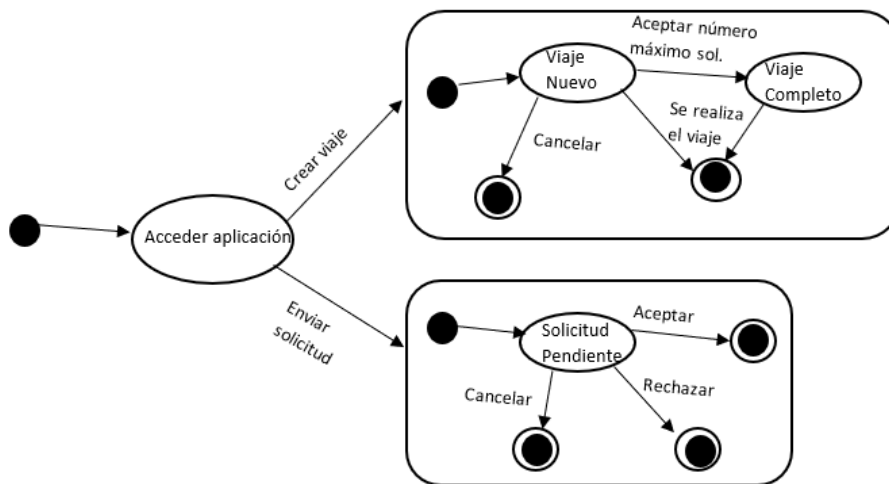 Acceder aplicación
Crear viaje
Enviar
solicitud
Viaje
Nuevo
Aceptar número
máximo sol.
Viaje
Completo
Cancelar
Se realiza
el viaje
Solicitud
Pendiente
Aceptar
Cancelar
Rechazar